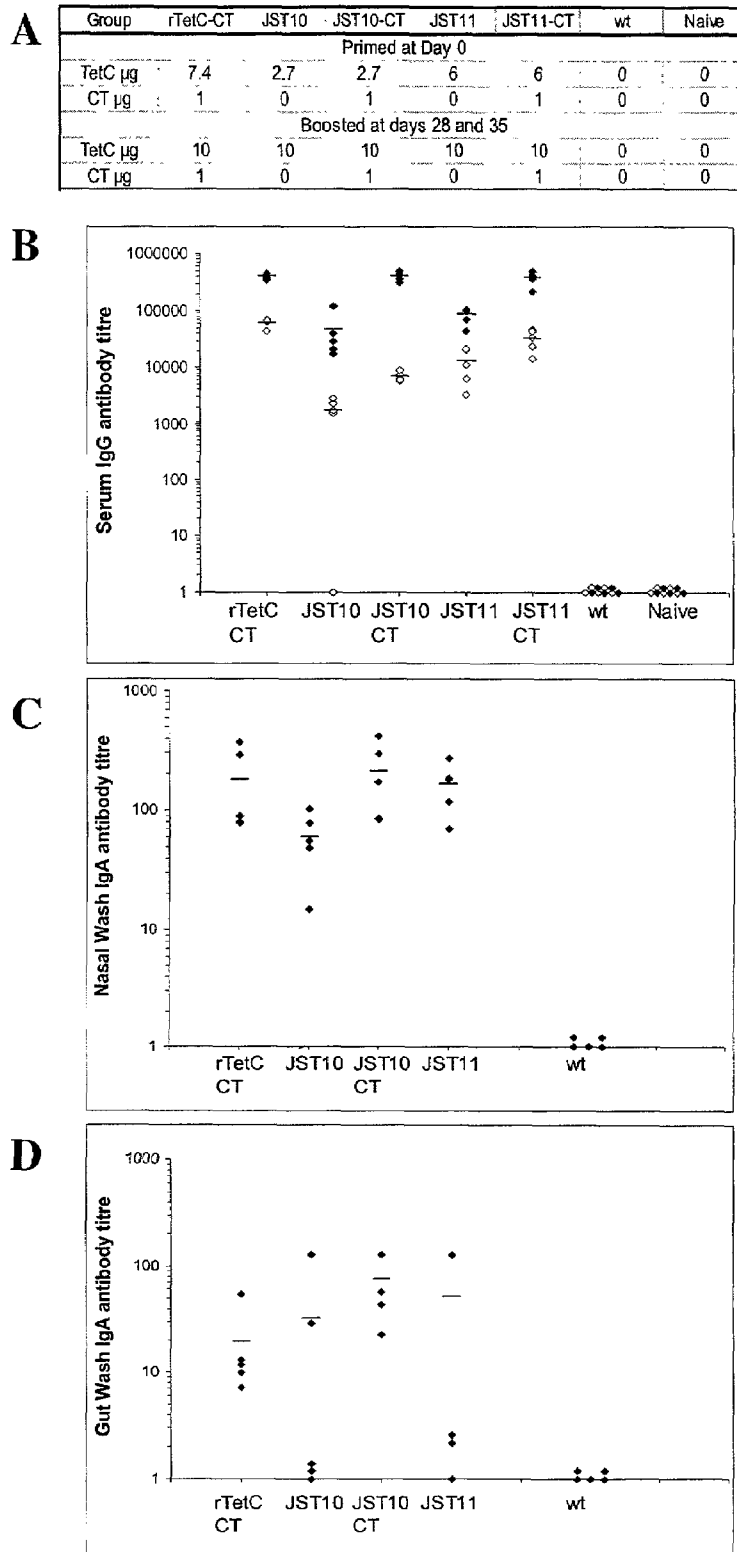 A
Group rTetC-CT JST10 JST10-CT JST11 JST11-CT wt Naive
Primed at Day 0
TetC µg 7.4 2.7 2.7 6 6 0 0
CT µg 1 0 1 0 1 0 0
Boosted at days 28 and 35
TetC µg 10 10 10 10 10 0 0
CT µg 1 0 1 0 1 0 0
B
Serum IgG antibody titre
1000000
100000
10000
1000
100
10
1
rTetC JST10 JST10 JST11 JST11 wt Naive
CT CT CT
C
Nasal Wash IgA antibody titre
1000
100
10
1
rTetC JST10 JST10 JST11 wt
CT CT
D
Gut Wash IgA antibody titre
1000
100
10
1
rTetC JST10 JST10 JST11 wt
CT CT